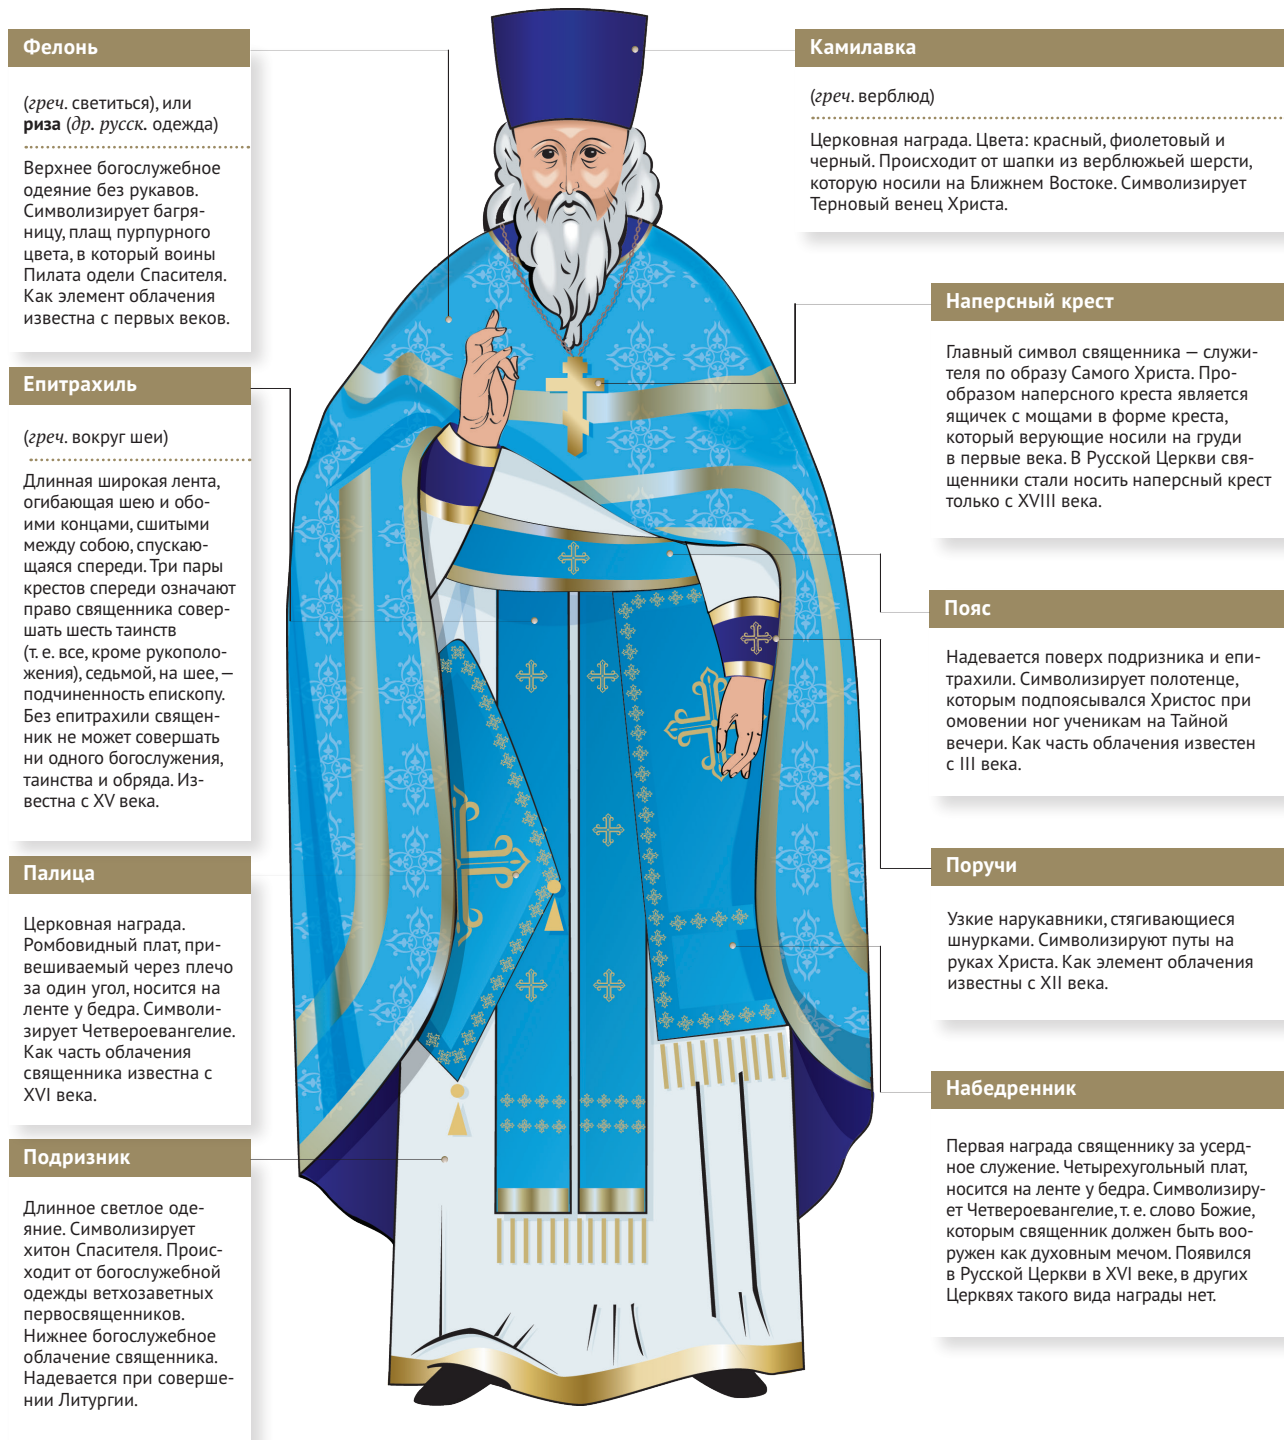 Фелонь
(греч. светиться), или
риза (др. русск. одежда)
Верхнее богослужебное
одеяние без рукавов.
Символизирует багря-
ницу, плащ пурпурного
цвета, в который воины
Пилата одели Спасителя.
Как элемент облачения
известна с первых веков.
Епитрахиль
(греч. вокруг шеи)
Длинная широкая лента,
огибающая шею и обо-
ими концами, сшитыми
между собою, спускаю-
щаяся спереди. Три пары
крестов спереди означают
право священника совер-
шать шесть таинств
(т. е. все, кроме рукополо-
жения), седьмой, на шее, —
подчиненность епископу.
Без епитрахили священ-
ник не может совершать
ни одного богослужения,
таинства и обряда. Из-
вестна с XV века.
Палица
Церковная награда.
Ромбовидный плат, при-
вешиваемый через плечо
за один угол, носится на
ленте у бедра. Символи-
зирует Четвероевангелие.
Как часть облачения
священника известна с
XVI века.
Подризник
Длинное светлое оде-
яние. Символизирует
хитон Спасителя. Проис-
ходит от богослужебной
одежды ветхозаветных
первосвященников.
Нижнее богослужебное
облачение священника.
Надевается при соверше-
нии Литургии.
Камилавка
(греч. верблюд)
Церковная награда. Цвета: красный, фиолетовый и
черный. Происходит от шапки из верблюжьей шерсти,
которую носили на Ближнем Востоке. Символизирует
Терновый венец Христа.
Наперсный крест
Главный символ священника — служи-
теля по образу Самого Христа. Про-
образом наперсного креста является
ящичек с мощами в форме креста,
который верующие носили на груди
в первые века. В Русской Церкви свя-
щенники стали носить наперсный крест
только с XVIII века.
Пояс
Надевается поверх подризника и епи-
трахили. Символизирует полотенце,
которым подпоясывался Христос при
омовении ног ученикам на Тайной
вечери. Как часть облачения известен
с III века.
Поручи
Узкие нарукавники, стягивающиеся
шнурками. Символизируют путы на
руках Христа. Как элемент облачения
известны с XII века.
Набедренник
Первая награда священнику за усерд-
ное служение. Четырехугольный плат,
носится на ленте у бедра. Символизиру-
ет Четвероевангелие, т. е. слово Божие,
которым священник должен быть воо-
ружен как духовным мечом. Появился
в Русской Церкви в XVI веке, в других
Церквях такого вида награды нет.